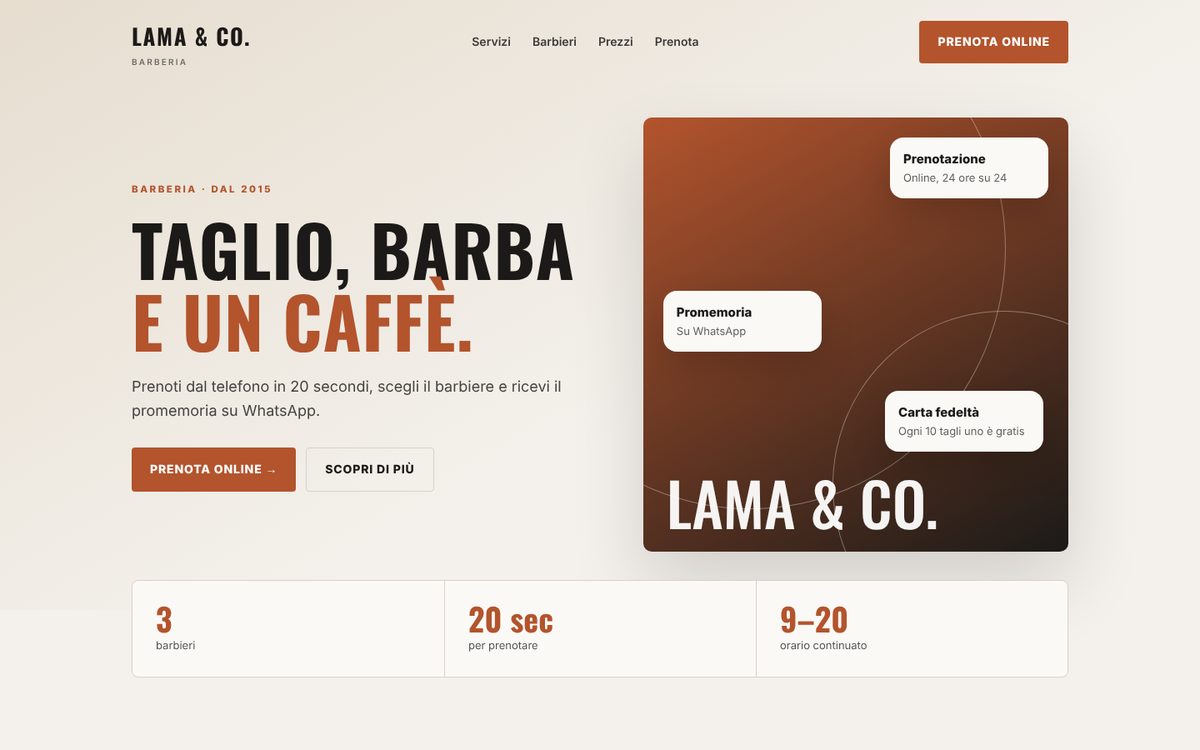 LAMA & CO.
BARBERIA
Servizi
Barbieri
Prezzi
Prenota
PRENOTA ONLINE
BARBERIA · DAL 2015
TAGLIO, BARBA
E UN CAFFÈ.
Prenoti dal telefono in 20 secondi, scegli il barbiere e ricevi il
promemoria su WhatsApp.
PRENOTA ONLINE →
SCOPRI DI PIÙ
Prenotazione
Online, 24 ore su 24
Promemoria
Su WhatsApp
Carta fedeltà
Ogni 10 tagli uno è gratis
LAMA & CO.
3
barbieri
20 sec
per prenotare
9–20
orario continuato